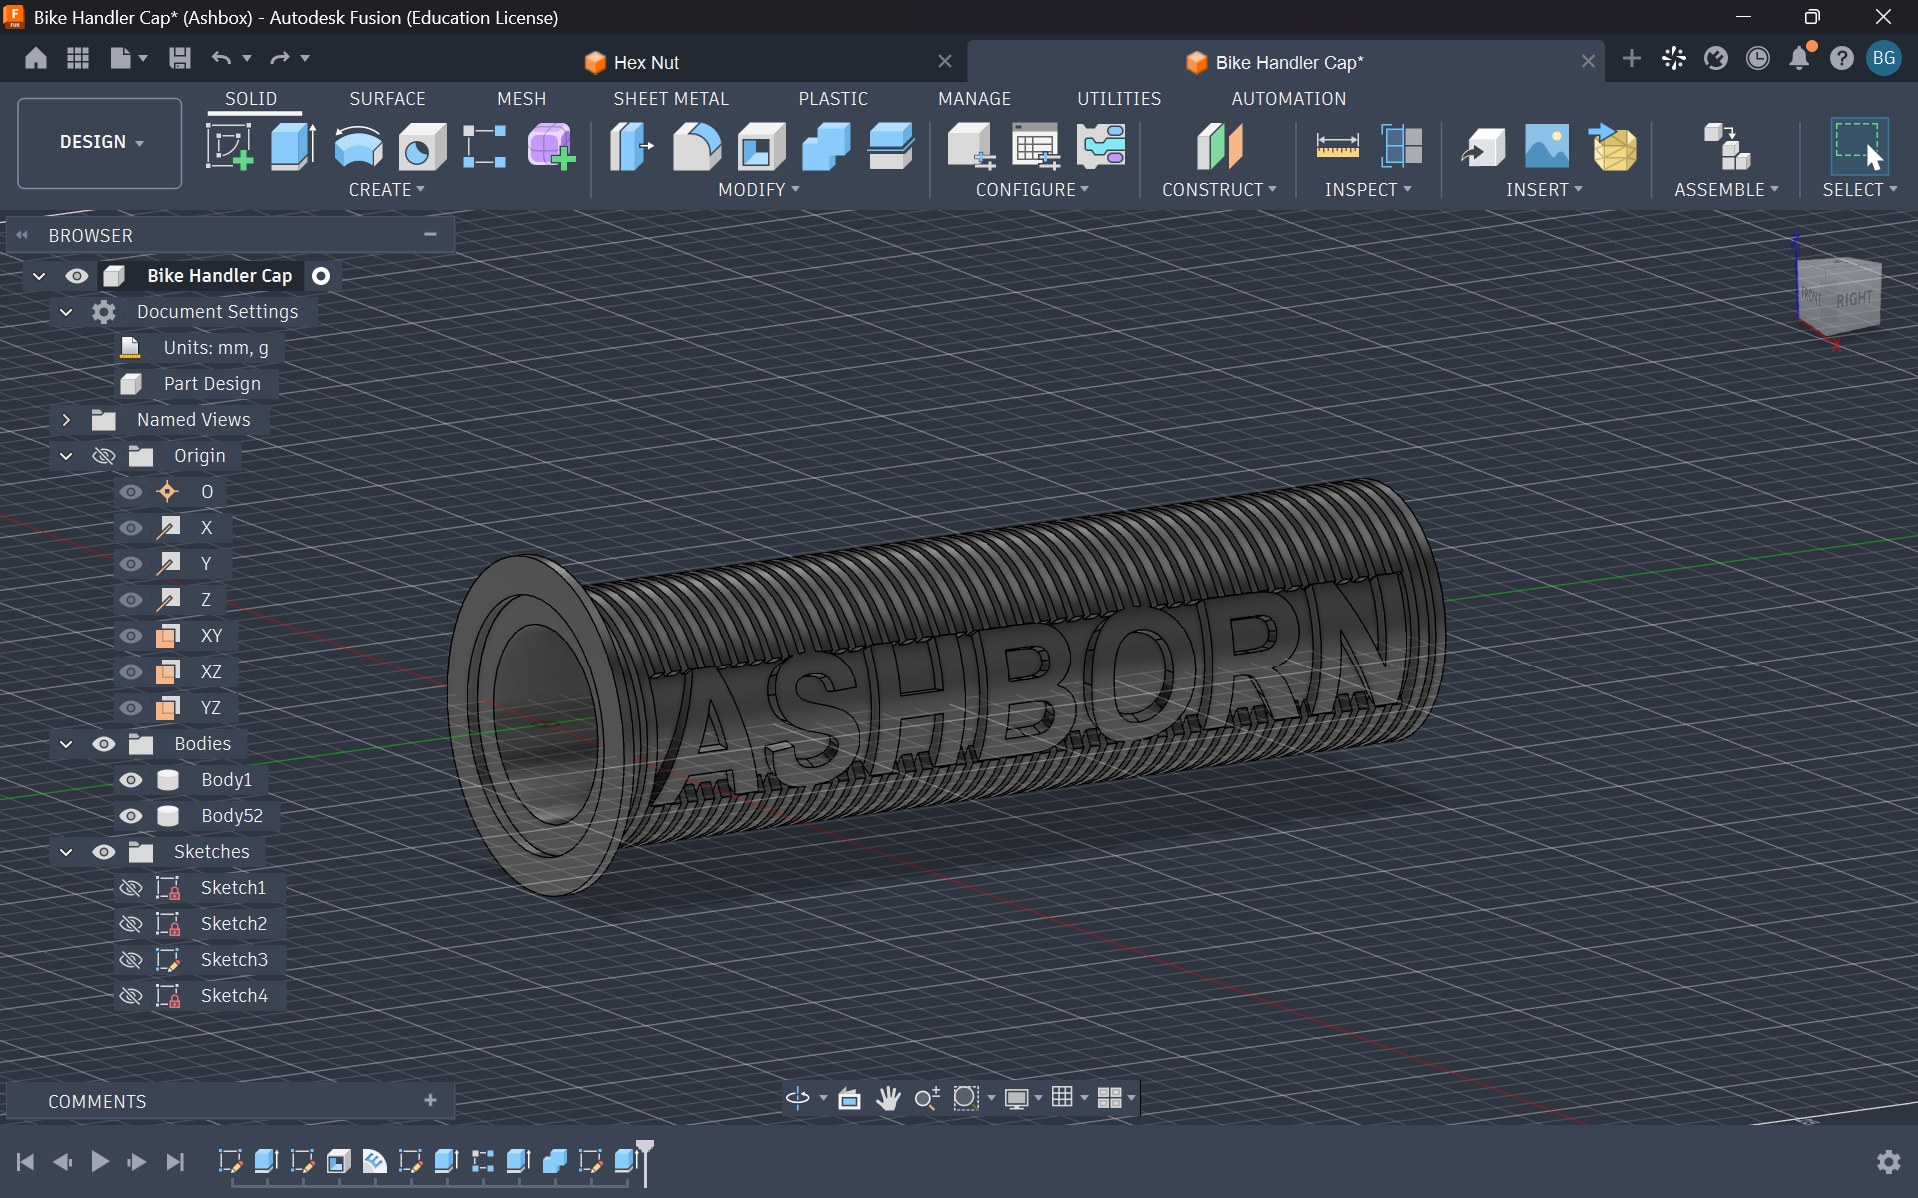 Bike Handler Cap* (Ashbox) - Autodesk Fusion (Education License)
Hex Nut
Bike Handler Cap*
BG
SOLID
SURFACE
MESH
SHEET METAL
PLASTIC
MANAGE
UTILITIES
AUTOMATION
DESIGN
CREATE
MODIFY
CONFIGURE
CONSTRUCT
INSPECT
INSERT
ASSEMBLE
SELECT
BROWSER
Bike Handler Cap
Document Settings
Units: mm, g
Part Design
Named Views
Origin
O
X
Y
Z
XY
XZ
YZ
Bodies
Body1
Body52
Sketches
Sketch1
Sketch2
Sketch3
Sketch4
Z
FRONT
RIGHT
X
ASHBORN
COMMENTS